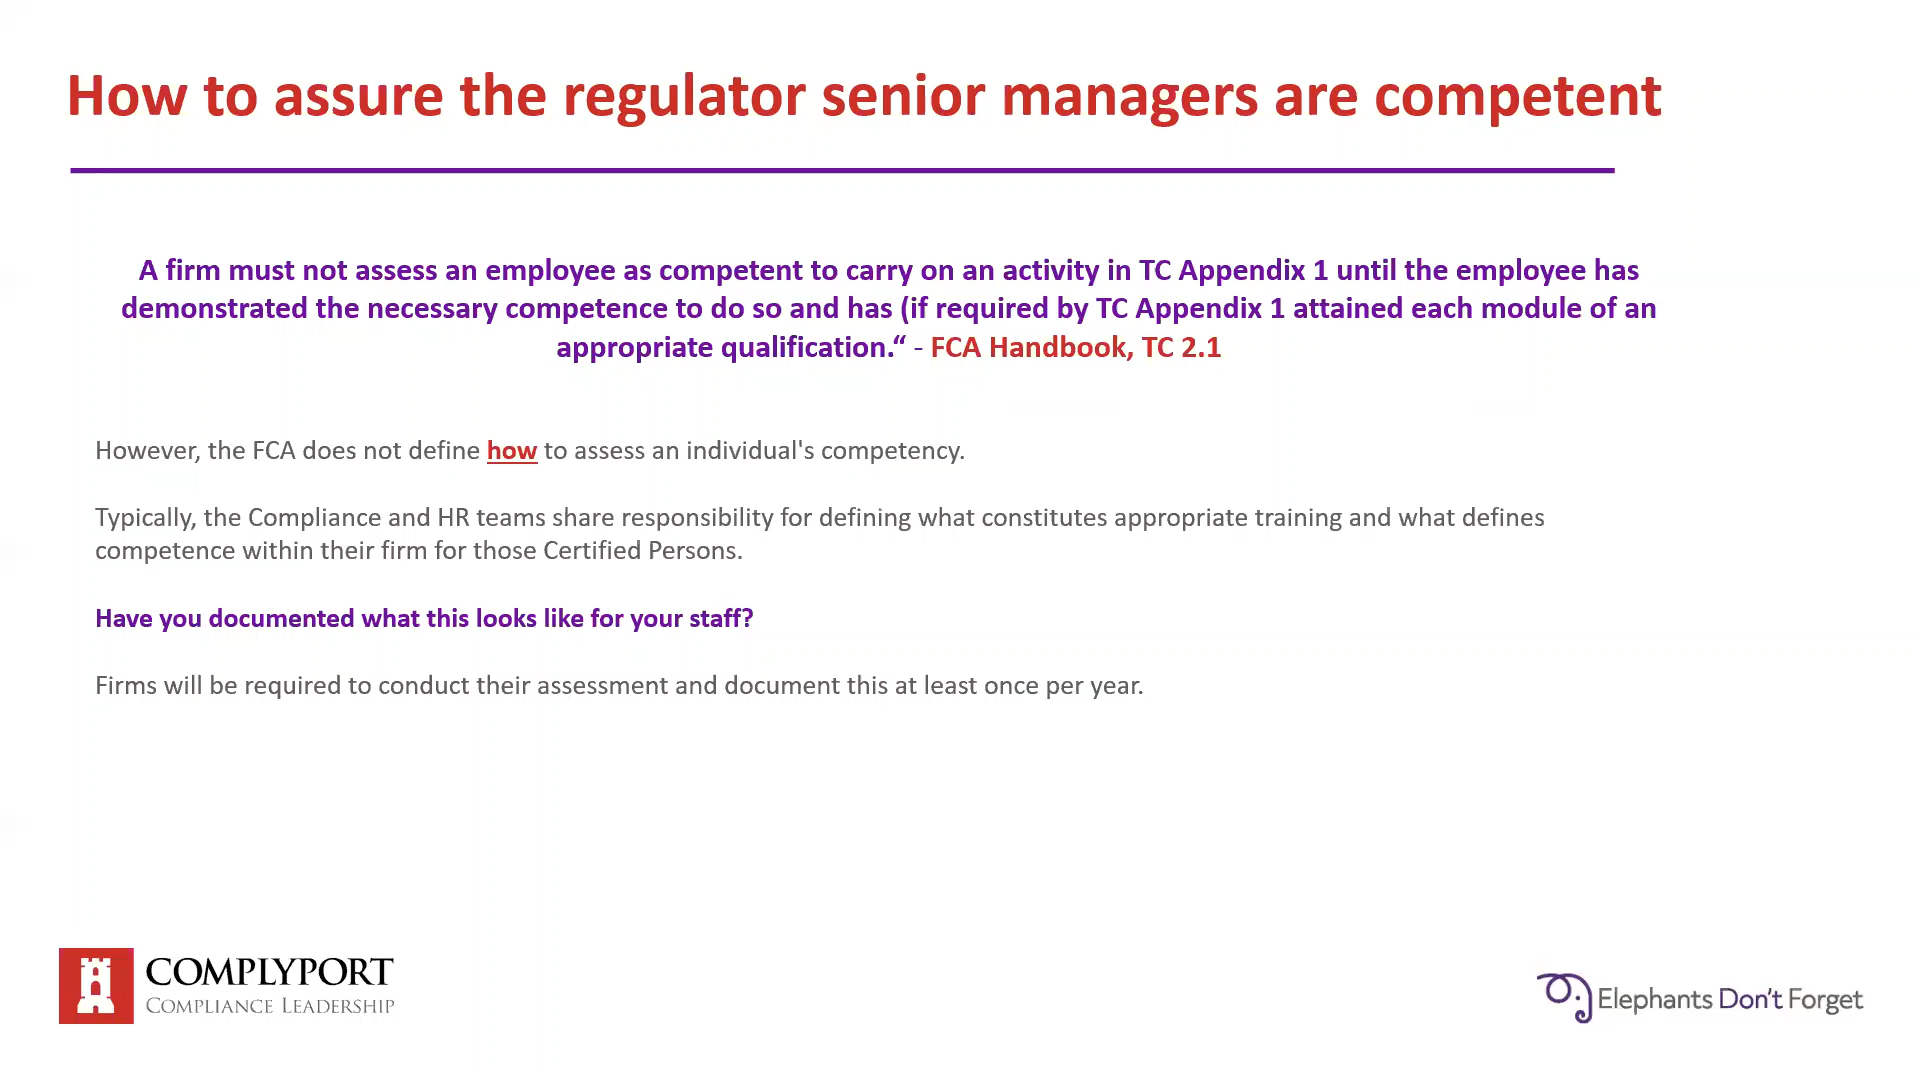 How to assure the regulator senior managers are competent
A firm must not assess an employee as competent to carry on an activity in TC Appendix 1 until the employee has
demonstrated the necessary competence to do so and has (if required by TC Appendix 1 attained each module of an
appropriate qualification.“ - FCA Handbook, TC 2.1
However, the FCA does not define how to assess an individual's competency.
Typically, the Compliance and HR teams share responsibility for defining what constitutes appropriate training and what defines
competence within their firm for those Certified Persons.
Have you documented what this looks like for your staff?
Firms will be required to conduct their assessment and document this at least once per year.
COMPLYPORT
COMPLIANCE LEADERSHIP
Elephants Don't Forget